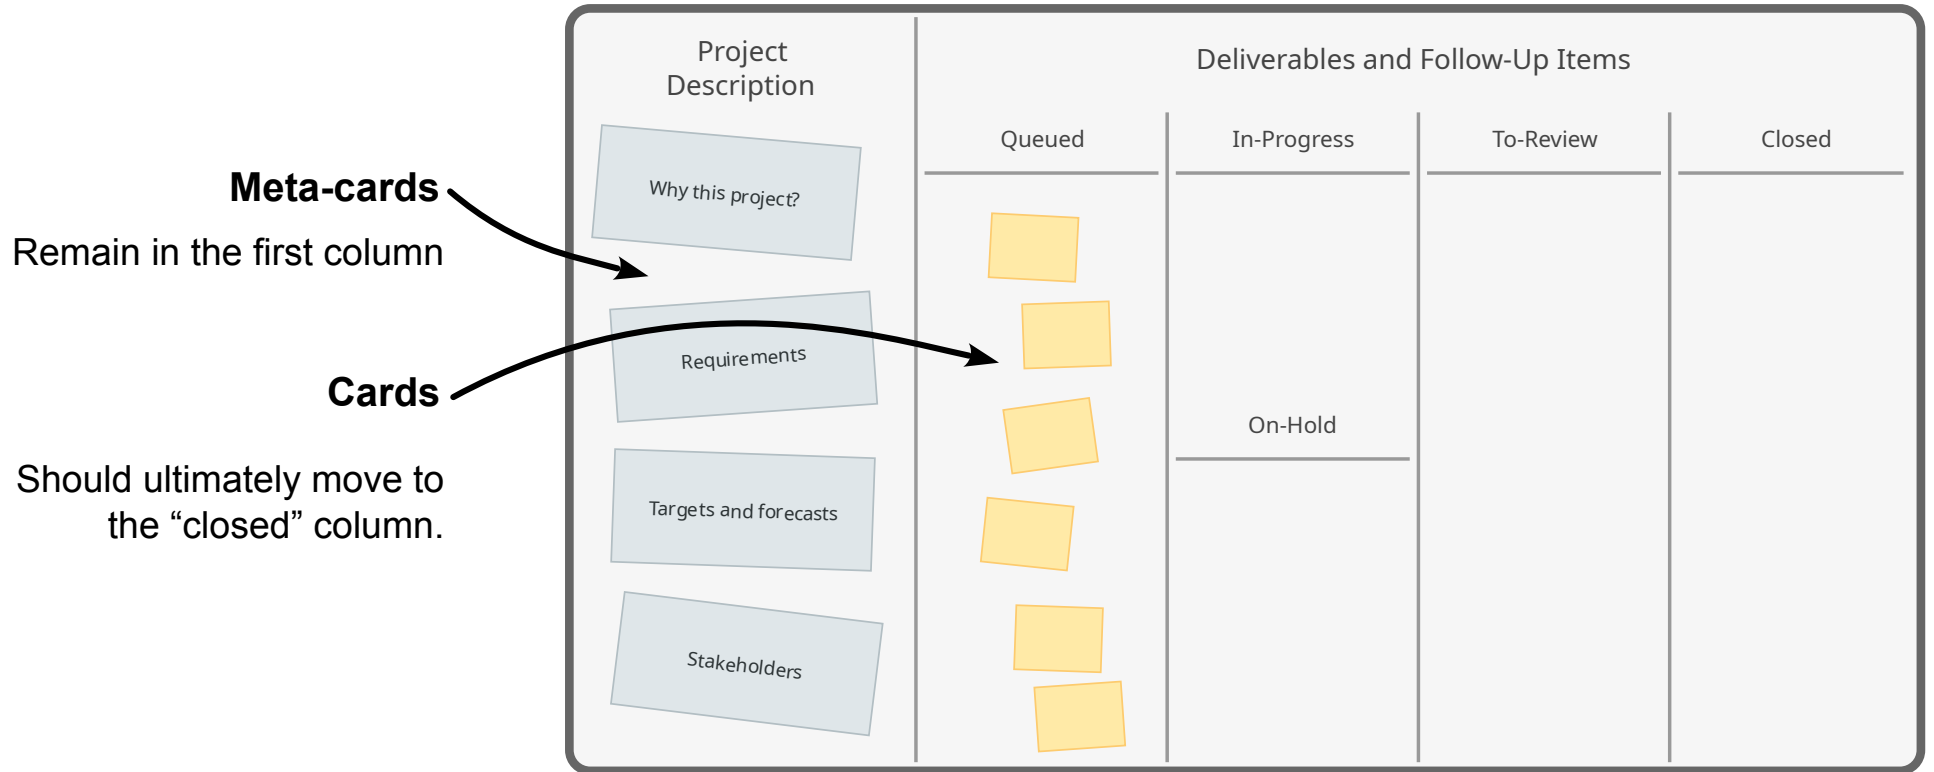 Meta-cards
Remain in the first column
Cards
Should ultimately move to
the “closed” column.
Project
Description
Why this project?
Requirements
Targets and forecasts
Stakeholders
Deliverables and Follow-Up Items
Queued
In-Progress
On-Hold
To-Review
Closed